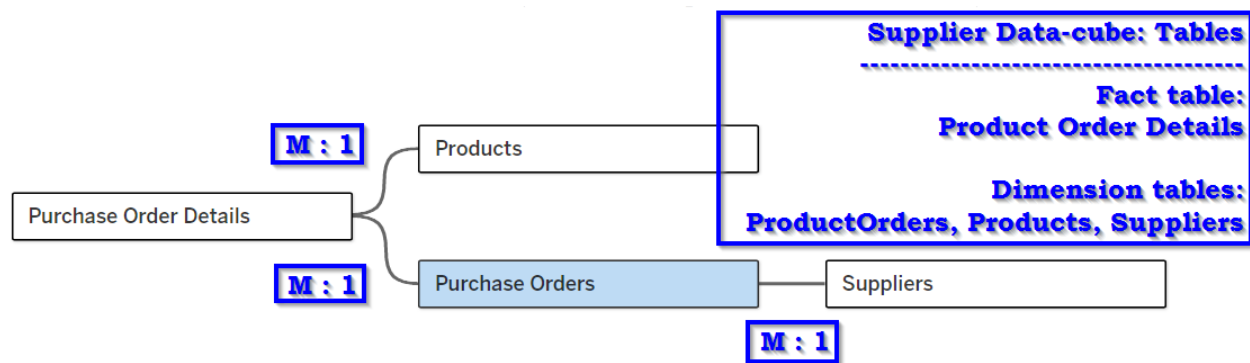 Supplier Data-cube: Tables
--------------------------------------
Fact table:
Product Order Details
Dimension tables:
ProductOrders, Products, Suppliers
M : 1
Products
Purchase Order Details
M : 1
Purchase Orders
Suppliers
M : 1